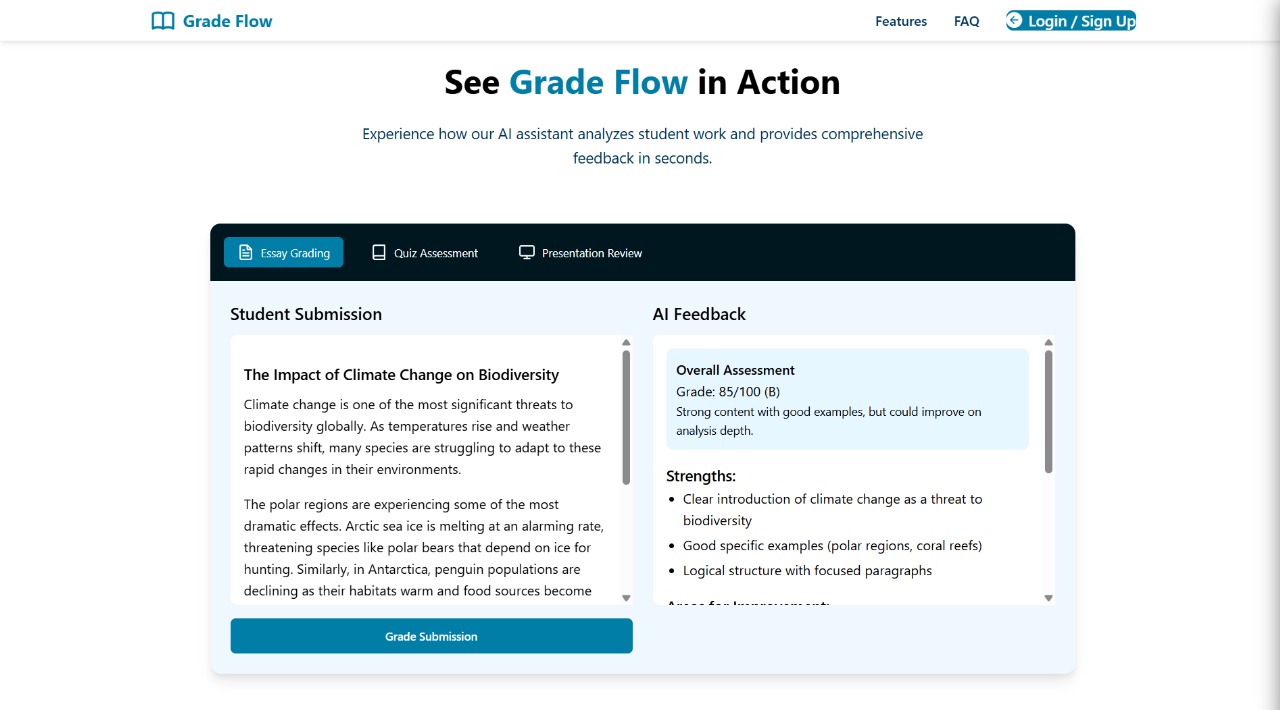 Grade Flow
Features
FAQ
Login / Sign Up
See Grade Flow in Action
Experience how our AI assistant analyzes student work and provides comprehensive
feedback in seconds.
Essay Grading
Quiz Assessment
Presentation Review
Student Submission
The Impact of Climate Change on Biodiversity
Climate change is one of the most significant threats to
biodiversity globally. As temperatures rise and weather
patterns shift, many species are struggling to adapt to these
rapid changes in their environments.
The polar regions are experiencing some of the most
dramatic effects. Arctic sea ice is melting at an alarming rate,
threatening species like polar bears that depend on ice for
hunting. Similarly, in Antarctica, penguin populations are
declining as their habitats warm and food sources become
Grade Submission
AI Feedback
Overall Assessment
Grade: 85/100 (B)
Strong content with good examples, but could improve on
analysis depth.
Strengths:
Clear introduction of climate change as a threat to
biodiversity
Good specific examples (polar regions, coral reefs)
Logical structure with focused paragraphs
Areas for Improvement: